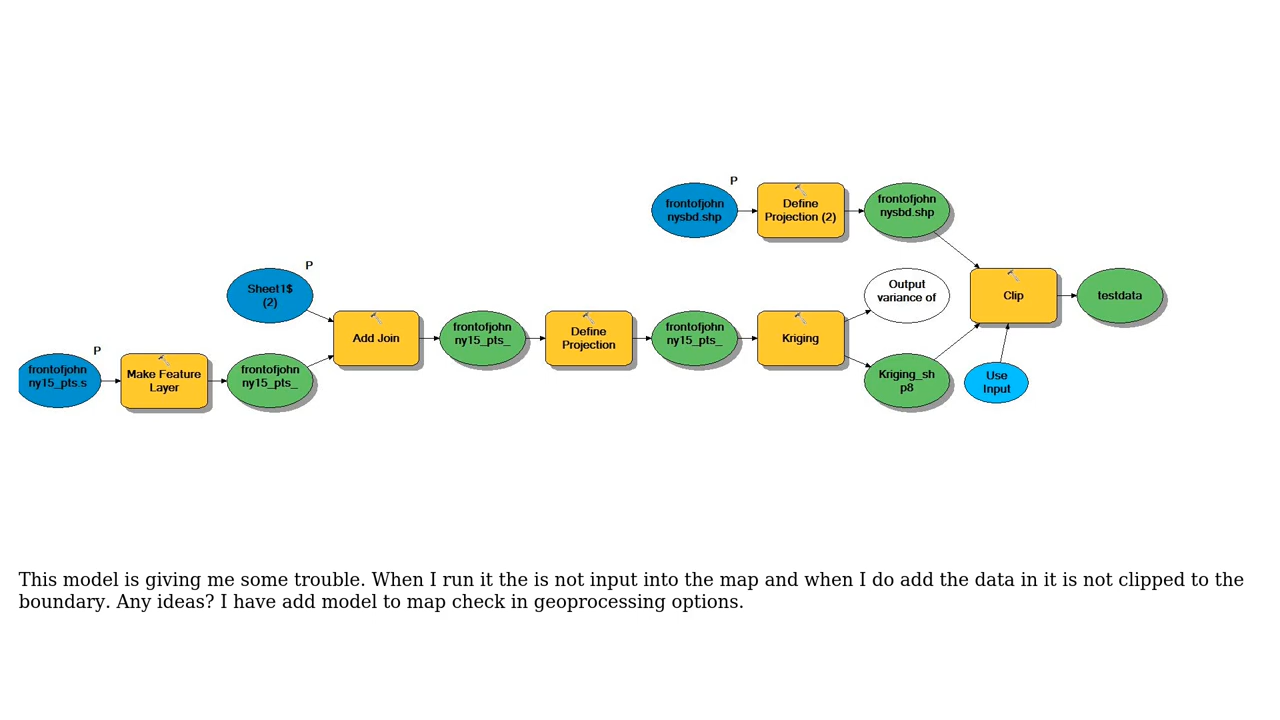 P
frontofjohn
nysbd.shp
Define
Projection (2)
frontofjohn
nysbd.shp
P
Sheet1$
(2)
Output
variance of
Clip
testdata
frontofjohn
ny15_pts_
Define
Projection
frontofjohn
ny15_pts_
Add Join
Kriging
P
frontofjohn
ny15_pts.s
Make Feature
Layer
frontofjohn
ny15_pts_
Kriging_sh
p8
Use
Input
This model is giving me some trouble. When I run it the is not input into the map and when I do add the data in it is not clipped to the
boundary. Any ideas? I have add model to map check in geoprocessing options.